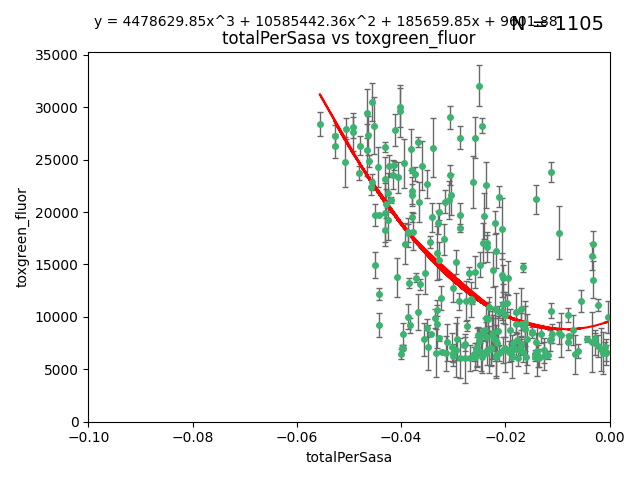 y = 4478629.85x^3 + 10585442.36x^2 + 185659.85x + 9601.88
N = 1105
totalPerSasa vs toxgreen_fluor
35000
30000
25000
20000
15000
10000
5000
0
toxgreen_fluor
−0.10 −0.08 −0.06 −0.04 −0.02 0.00
totalPerSasa